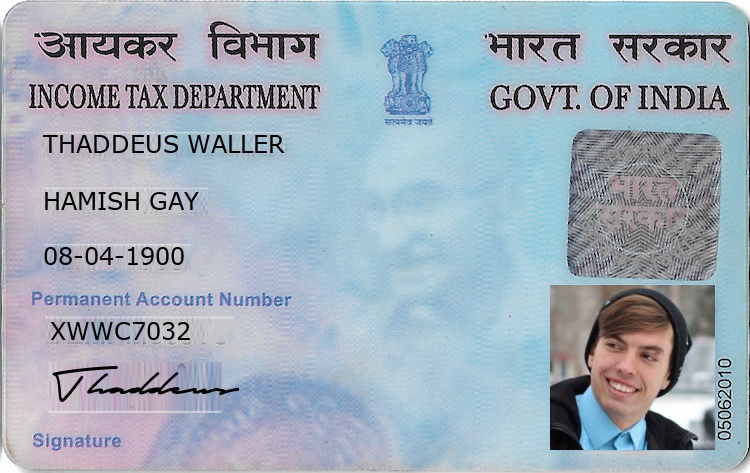 आयकर विभाग
भारत सरकार
INCOME TAX DEPARTMENT
GOVT. OF INDIA
सत्यमेव जयते
THADDEUS WALLER
भारत
सरकार
HAMISH GAY
08-04-1900
Permanent Account Number
XWWC7032
Thaddeus
05062010
Signature